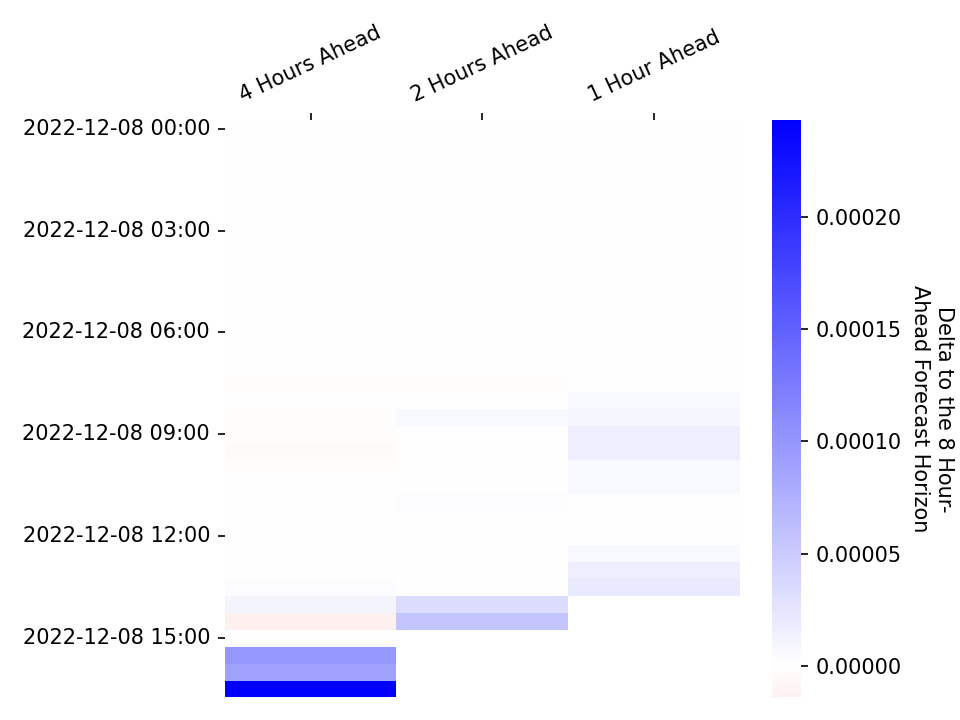 4 Hours Ahead
2 Hours Ahead
1 Hour Ahead
2022-12-08 00:00
2022-12-08 03:00
2022-12-08 06:00
2022-12-08 09:00
2022-12-08 12:00
2022-12-08 15:00
0.00020
0.00015
0.00010
0.00005
0.00000
Delta to the 8 Hour-
Ahead Forecast Horizon